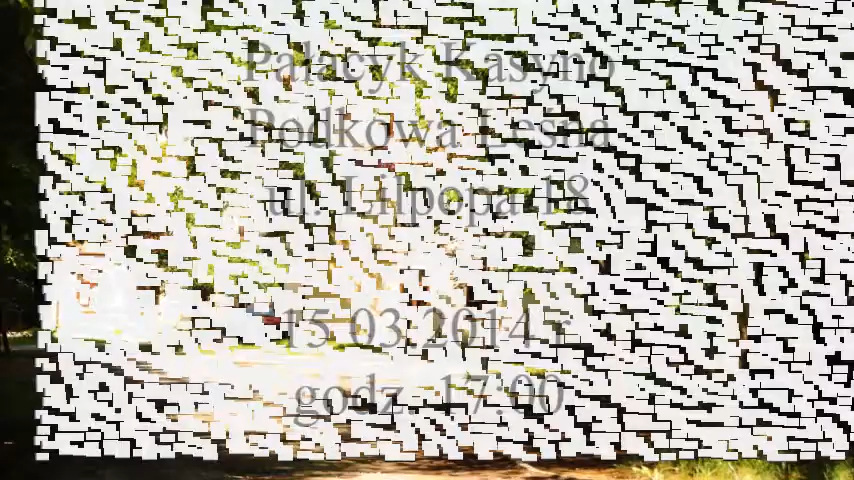 Pałacyk Kasyno
Podkowa Leśna
ul. Lilpopa 18
15 03.2014 r
godz. 17:00